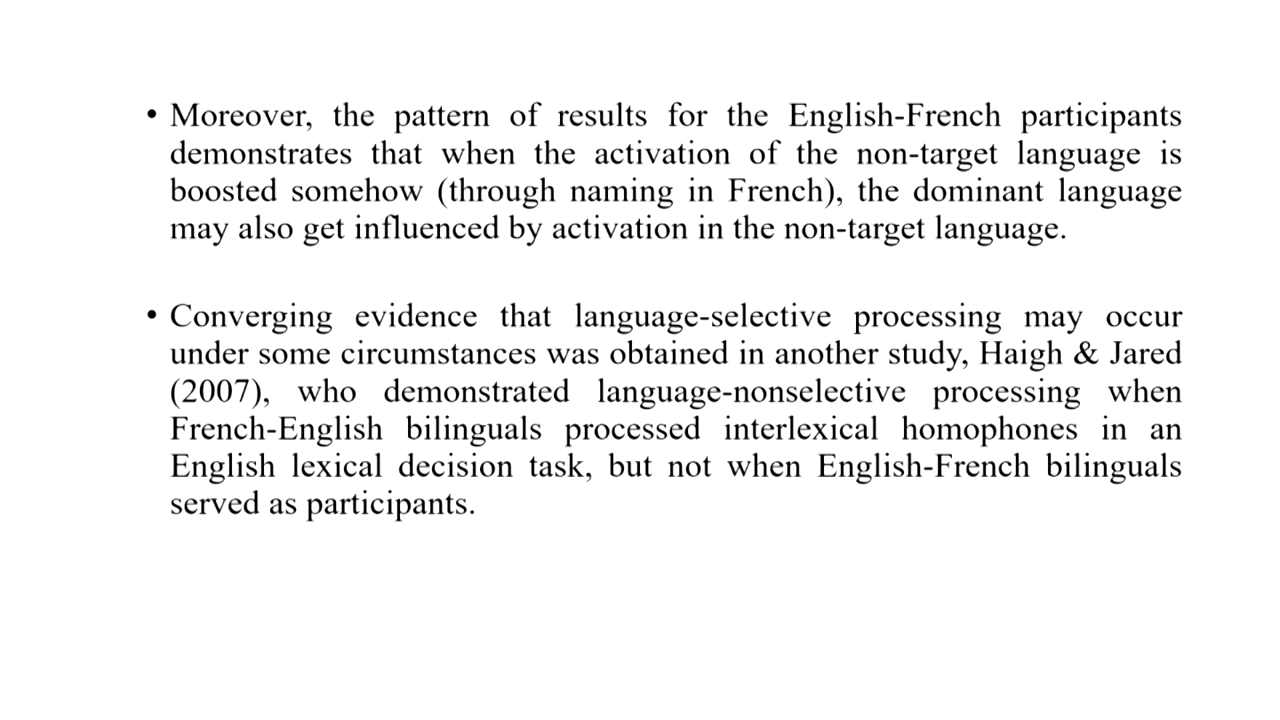 • Moreover, the pattern of results for the English-French participants
demonstrates that when the activation of the non-target language is
boosted somehow (through naming in French), the dominant language
may also get influenced by activation in the non-target language.
• Converging evidence that language-selective processing may occur
under some circumstances was obtained in another study, Haigh & Jared
(2007), who demonstrated language-nonselective processing when
French-English bilinguals processed interlexical homophones in an
English lexical decision task, but not when English-French bilinguals
served as participants.